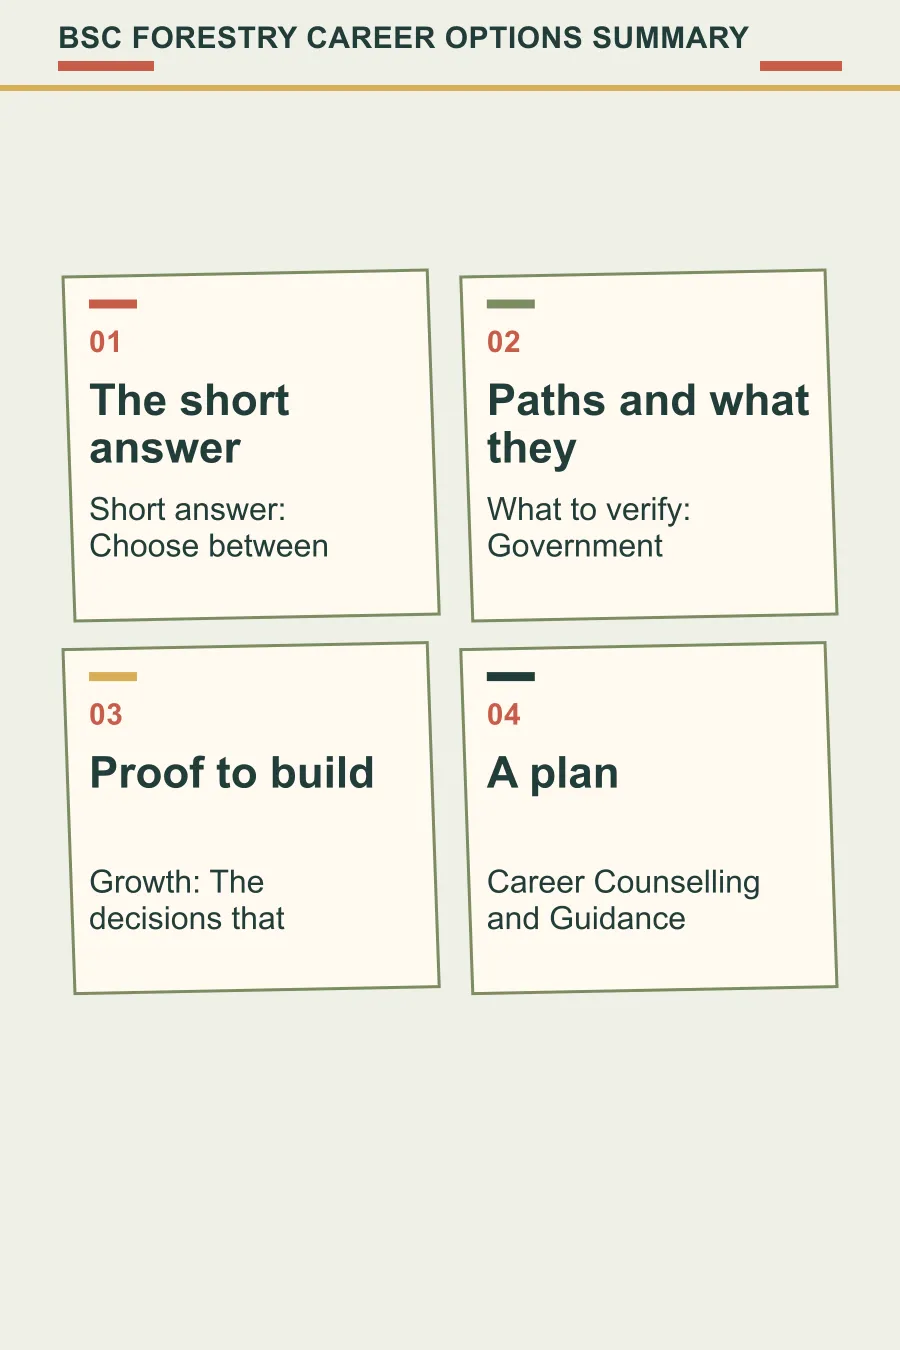 BSC FORESTRY CAREER OPTIONS SUMMARY
01
The short
answer
Short answer:
Choose between
02
Paths and what
they
What to verify:
Government
03
Proof to build
Growth: The
decisions that
04
A plan
Career Counselling
and Guidance